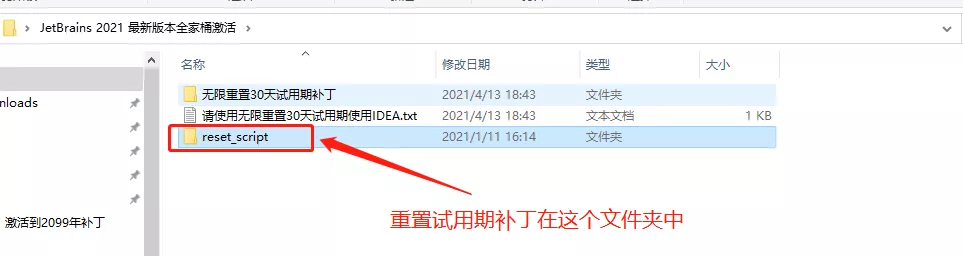 JetBrains 2021 最新版本全家桶激活
名称 修改日期 类型 大小
无限重置30天试用期补丁 2021/4/13 18:43 文件夹
nloads 请使用无限重置30天试用期使用IDEA.txt 2021/4/13 18:43 文本文档 1 KB
reset_script 2021/1/11 16:14 文件夹
激活到2099年补丁
重置试用期补丁在这个文件夹中